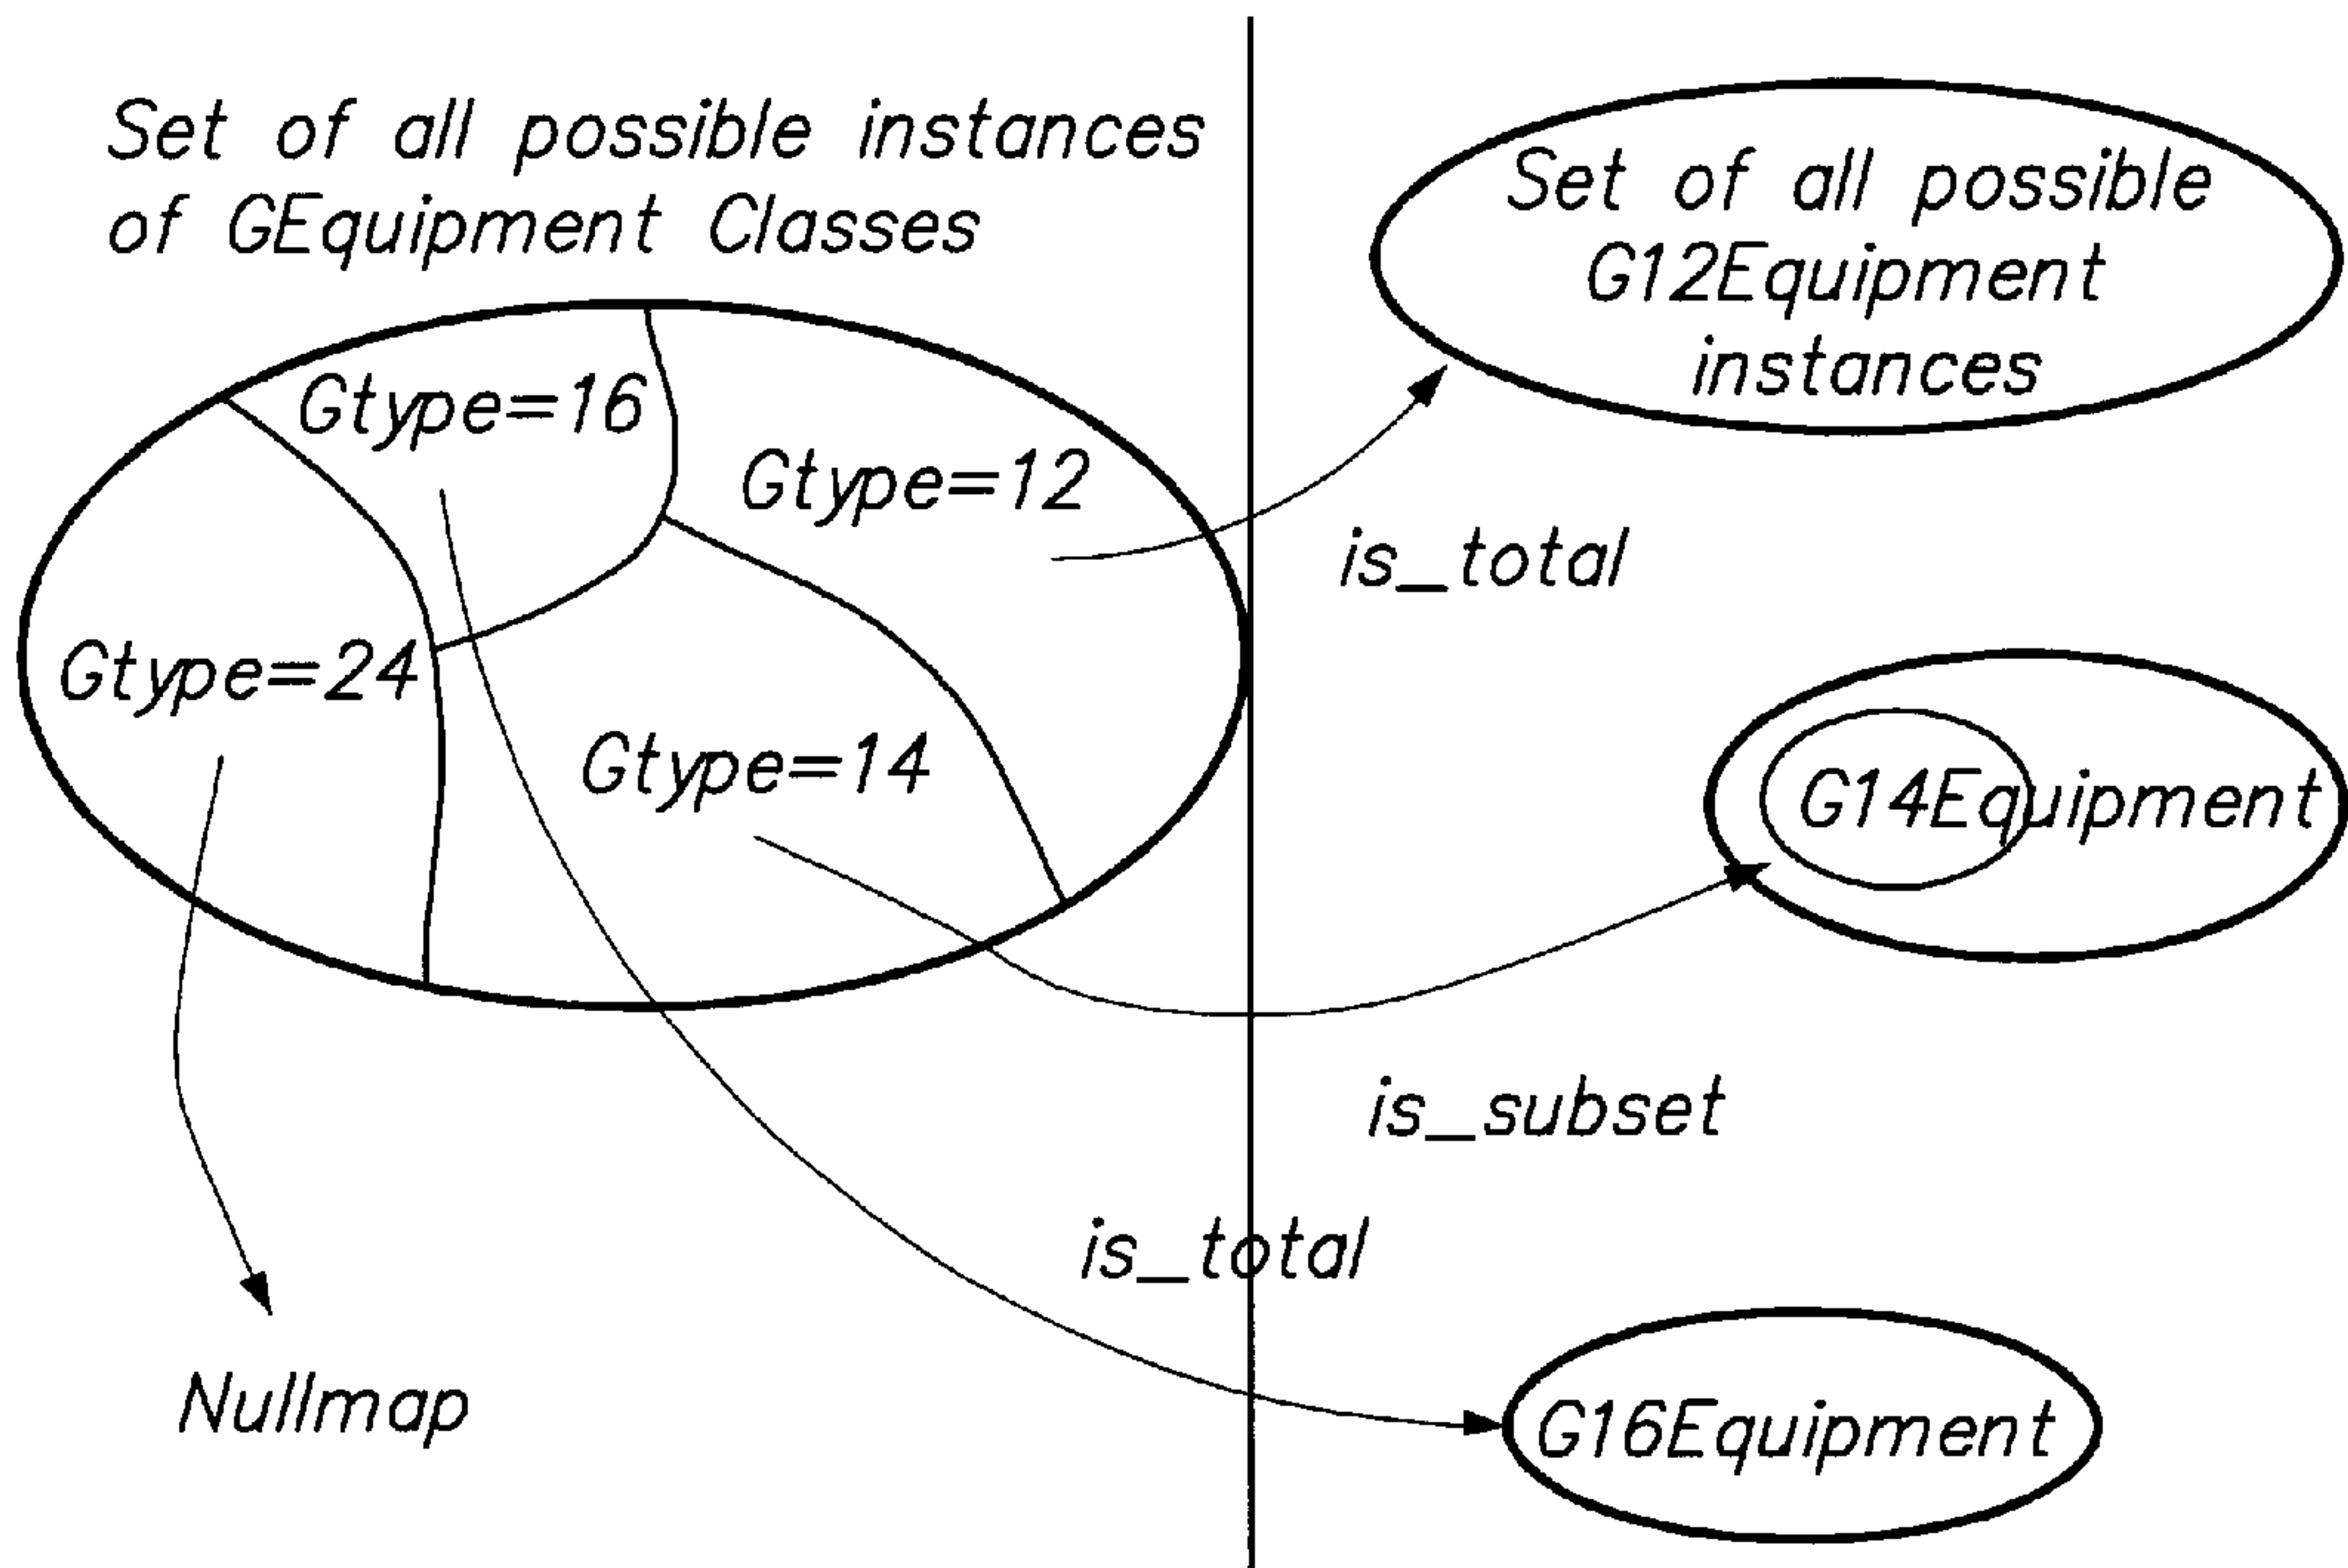 Set of all possible instances
of GEquipment Classes
Set of all possible
G12Equipment
instances
Gtype=16
Gtype=12
is_total
Gtype=24
Gtype=14
G14Equipment
is_subset
is_total
Nullmap
G16Equipment